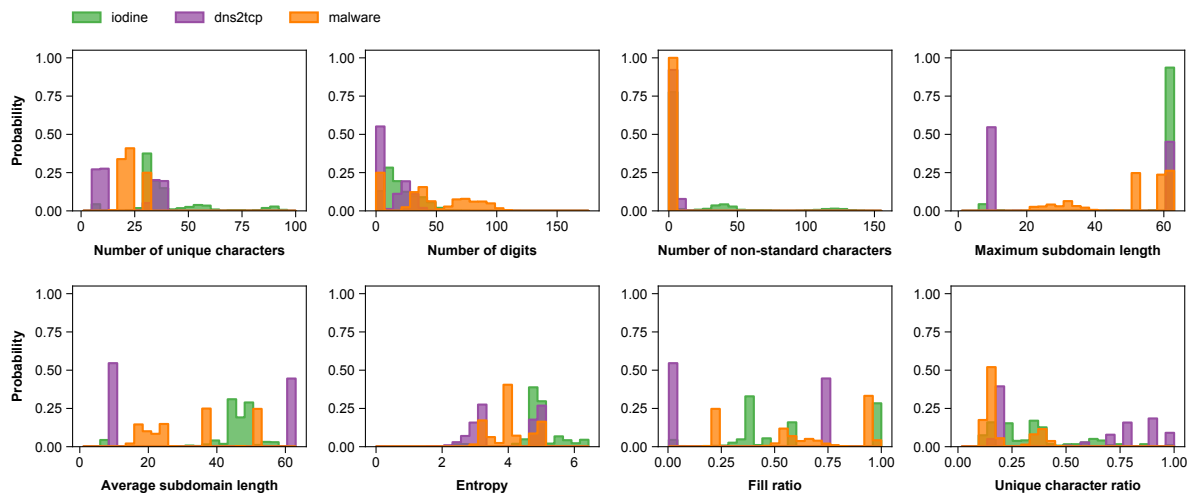 iodine dns2tcp malware
1.00 1.00 1.00 1.00
0.75 0.75 0.75 0.75
Probability
0.50 0.50 0.50 0.50
0.25 0.25 0.25 0.25
0.00 0.00 0.00 0.00
0 25 50 75 100 0 50 100 150 0 50 100 150 0 20 40 60
Number of unique characters Number of digits Number of non-standard characters Maximum subdomain length
1.00 1.00 1.00 1.00
0.75 0.75 0.75 0.75
Probability
0.50 0.50 0.50 0.50
0.25 0.25 0.25 0.25
0.00 0.00 0.00 0.00
0 20 40 60 0 2 4 6 0.00 0.25 0.50 0.75 1.00 0.00 0.25 0.50 0.75 1.00
Average subdomain length Entropy Fill ratio Unique character ratio